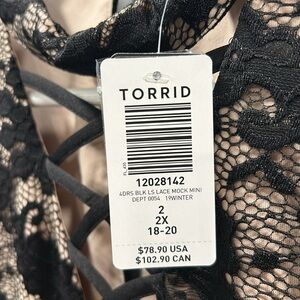 TORRID
12028142
4DRS BLK LS LACE MOCK MINI
DEPT 0054 19WINTER
2
2X
18-20
$78.90 USA
$102.90 CAN